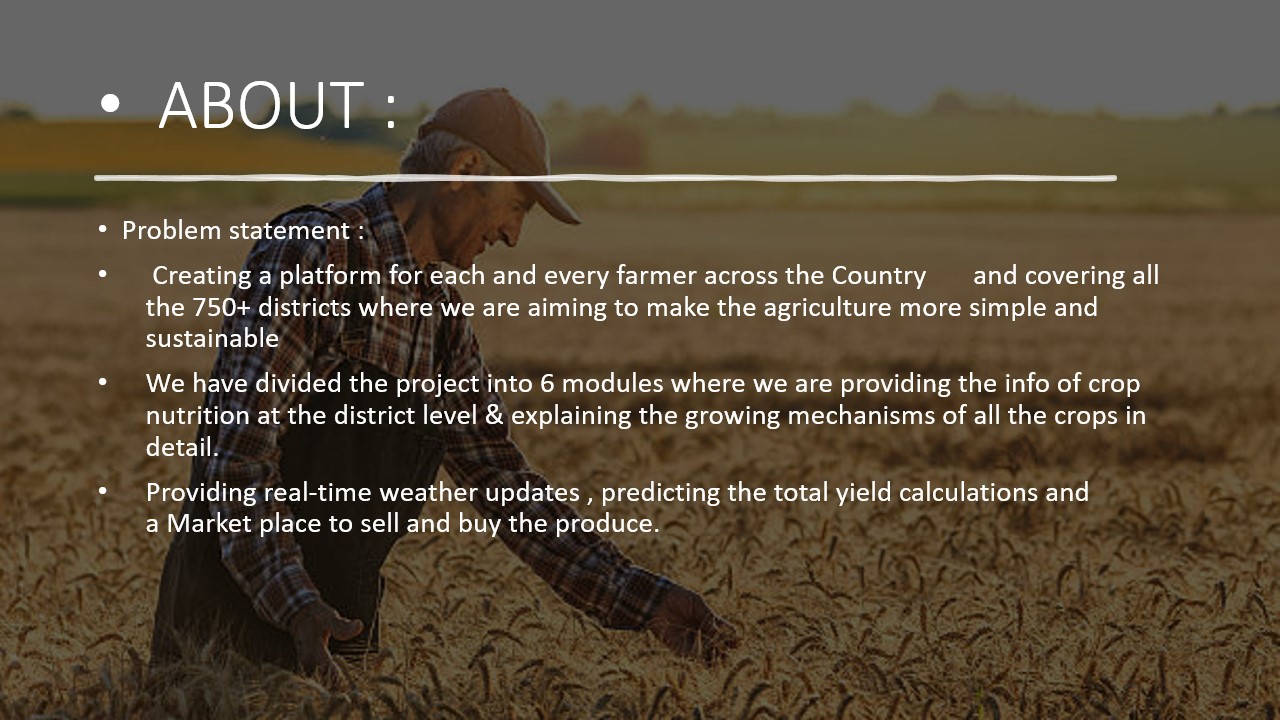 • ABOUT :
• Problem statement :
• Creating a platform for each and every farmer across the Country and covering all
the 750+ districts where we are aiming to make the agriculture more simple and
sustainable
• We have divided the project into 6 modules where we are providing the info of crop
nutrition at the district level & explaining the growing mechanisms of all the crops in
detail.
• Providing real-time weather updates , predicting the total yield calculations and
a Market place to sell and buy the produce.